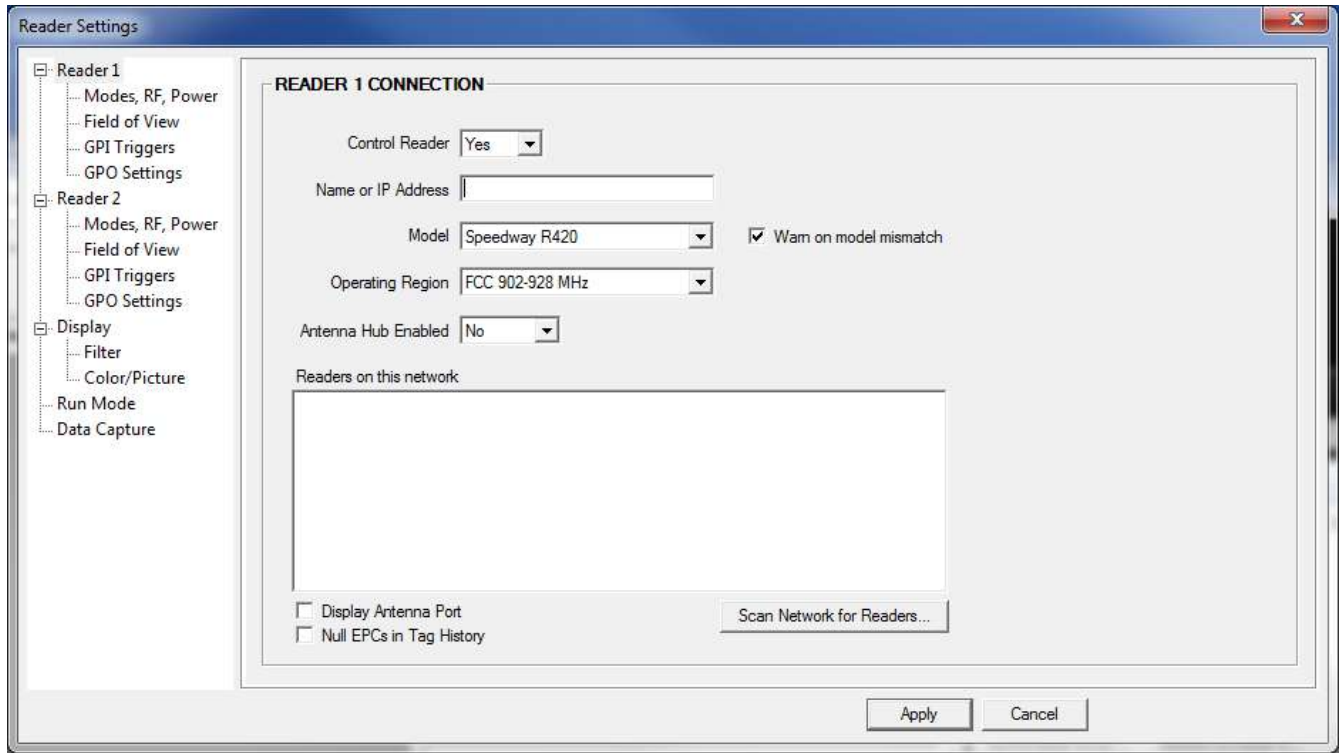 Reader Settings
Reader 1
Modes, RF, Power
Field of View
GPI Triggers
GPO Settings
Reader 2
Modes, RF, Power
Field of View
GPI Triggers
GPO Settings
Display
Filter
Color/Picture
Run Mode
Data Capture
READER 1 CONNECTION
Control Reader Yes
Name or IP Address
Model Speedway R420 Warn on model mismatch
Operating Region FCC 902-928 MHz
Antenna Hub Enabled No
Readers on this network
Display Antenna Port
Null EPCs in Tag History
Scan Network for Readers...
Apply Cancel